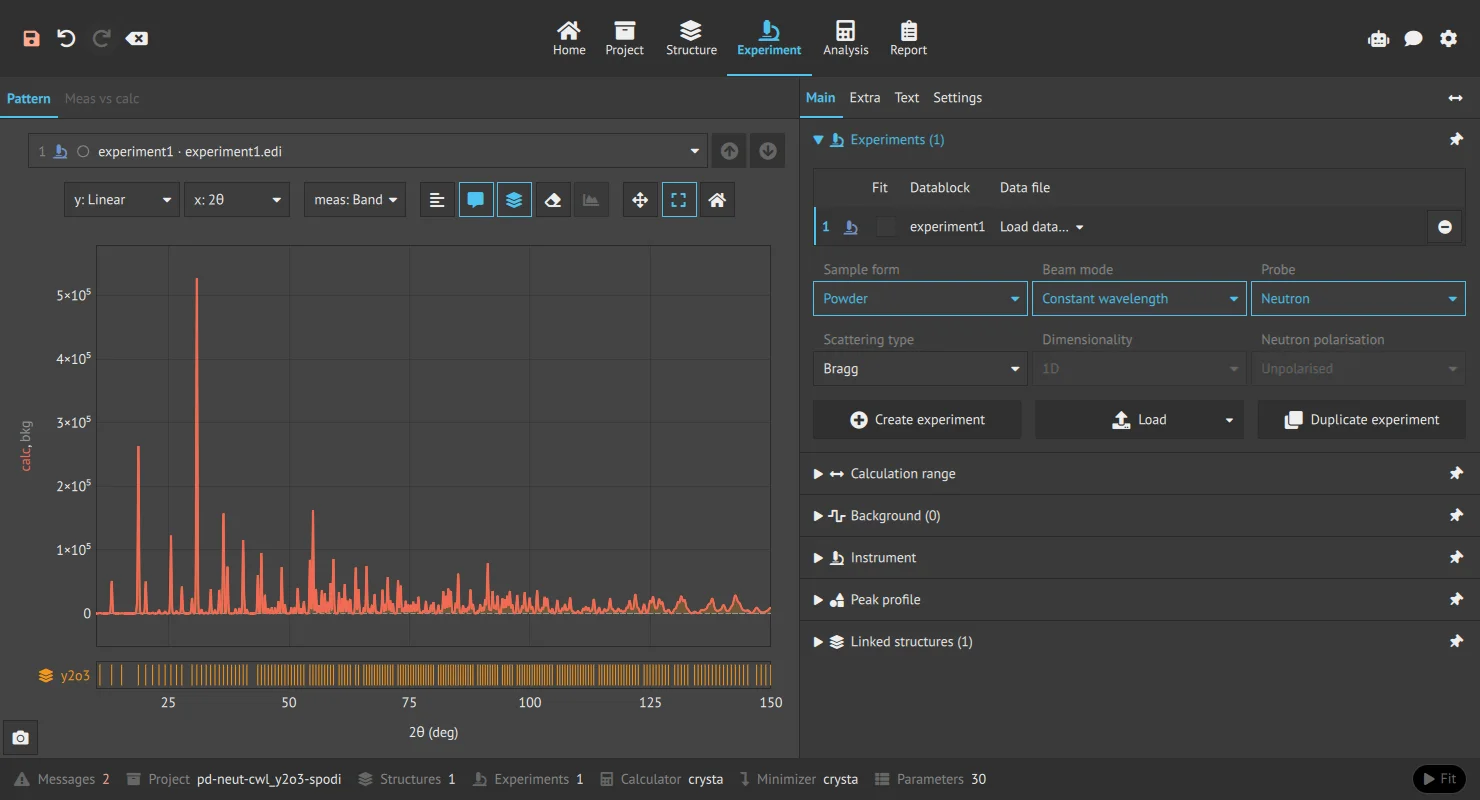 Home
Project
Structure
Experiment
Analysis
Report
Pattern
Meas vs calc
Main
Extra
Text
Settings
1 experiment1 · experiment1.edi
Experiments (1)
y: Linear
x: 2θ
meas: Band
Fit Datablock Data file
1 experiment1 Load data...
Sample form
Beam mode
Probe
Powder
Constant wavelength
Neutron
Scattering type
Dimensionality
Neutron polarisation
Bragg
1D
Unpolarised
Create experiment
Load
Duplicate experiment
Calculation range
Background (0)
Instrument
Peak profile
Linked structures (1)
5×10⁵
4×10⁵
3×10⁵
2×10⁵
1×10⁵
0
calc, bkg
y2o3
25 50 75 100 125 150
2θ (deg)
Messages 2 Project pd-neut-cwl_y2o3-spodi Structures 1 Experiments 1 Calculator crysta Minimizer crysta Parameters 30
Fit